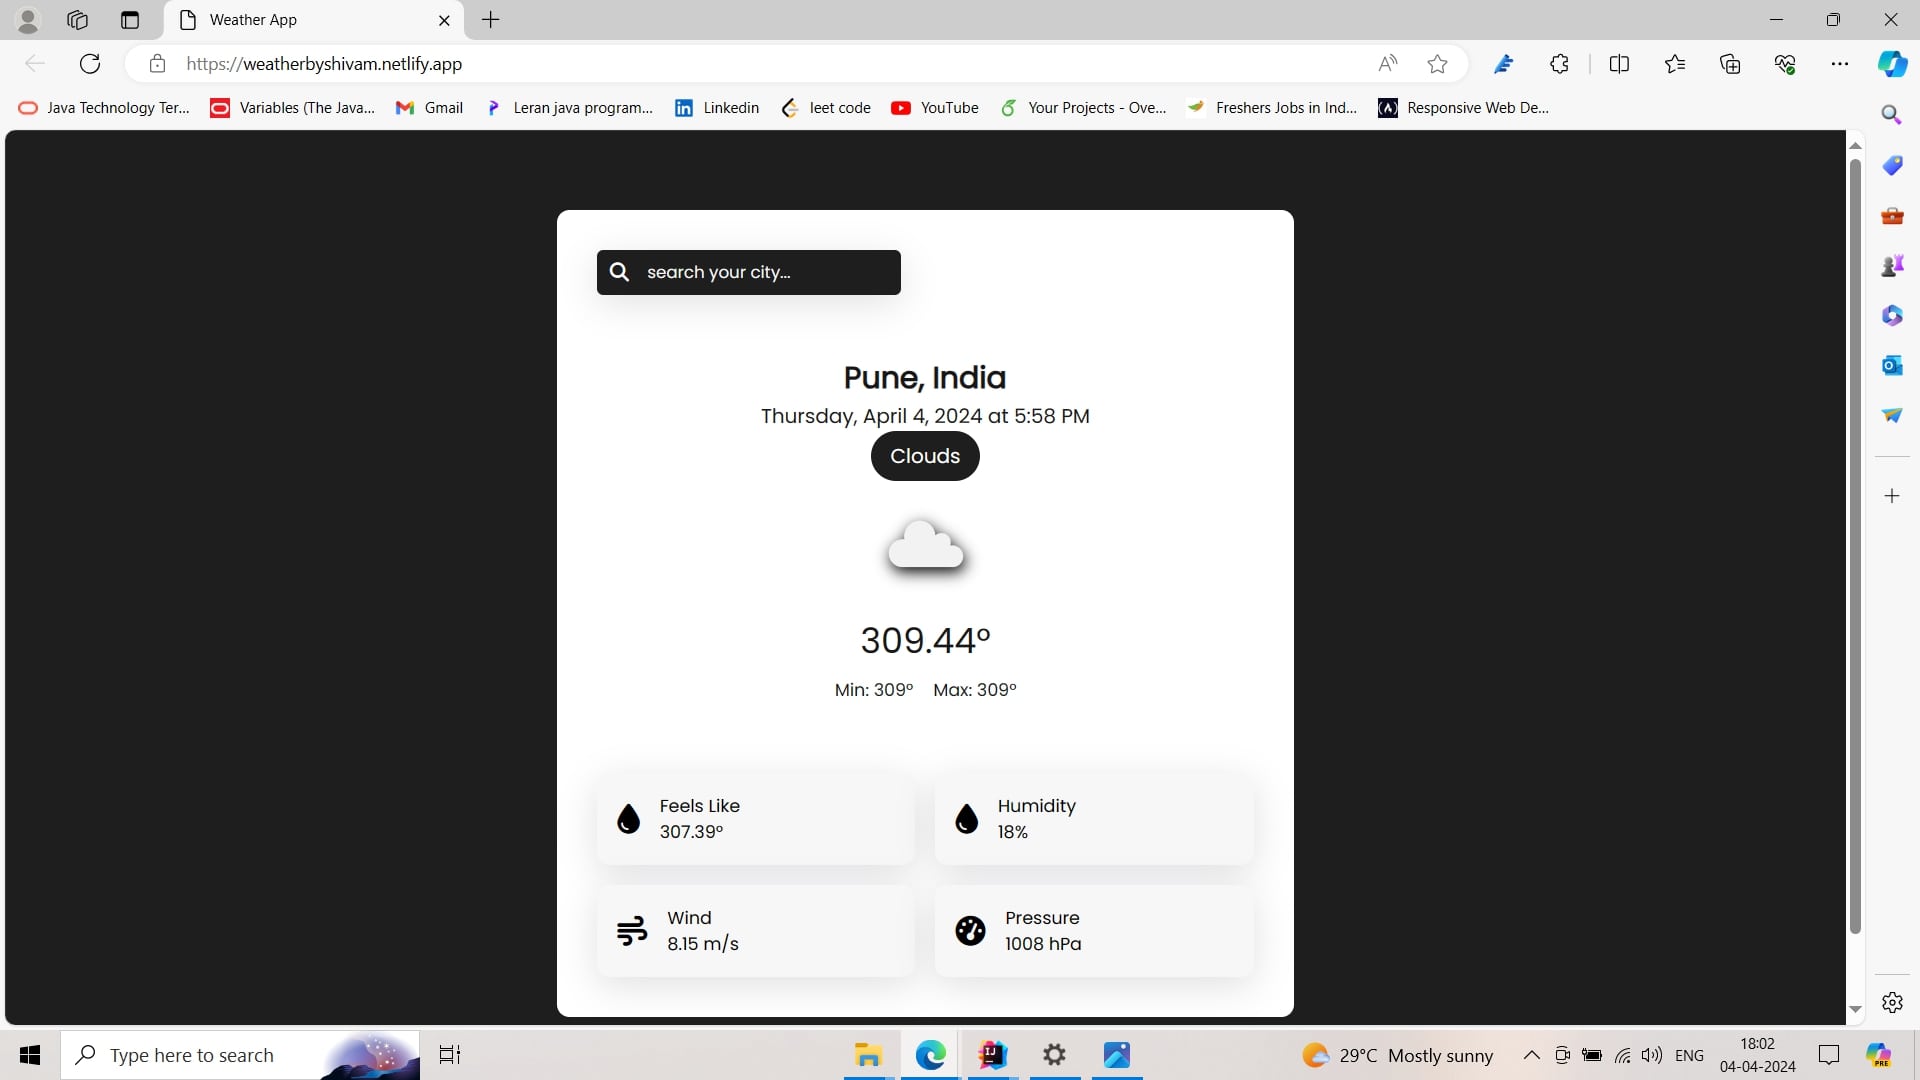 Weather App
https://weatherbyshivam.netlify.app
Java Technology Ter...
Variables (The Java...
Gmail
Leran java program...
Linkedin
leet code
YouTube
Your Projects - Ove...
Freshers Jobs in Ind...
Responsive Web De...
search your city...
Pune, India
Thursday, April 4, 2024 at 5:58 PM
Clouds
309.44°
Min: 309° Max: 309°
Feels Like
307.39°
Humidity
18%
Wind
8.15 m/s
Pressure
1008 hPa
Type here to search
29°C Mostly sunny
ENG
18:02
04-04-2024
PRE